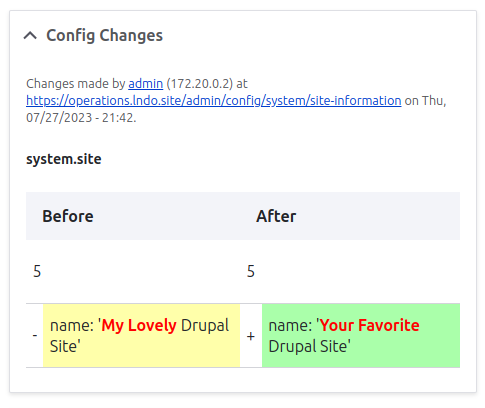 Config Changes
Changes made by admin (172.20.0.2) at
https://operations.lndo.site/admin/config/system/site-information on Thu,
07/27/2023 - 21:42.
system.site
Before After
5 5
- name: 'My Lovely Drupal + name: 'Your Favorite
Site' Drupal Site'